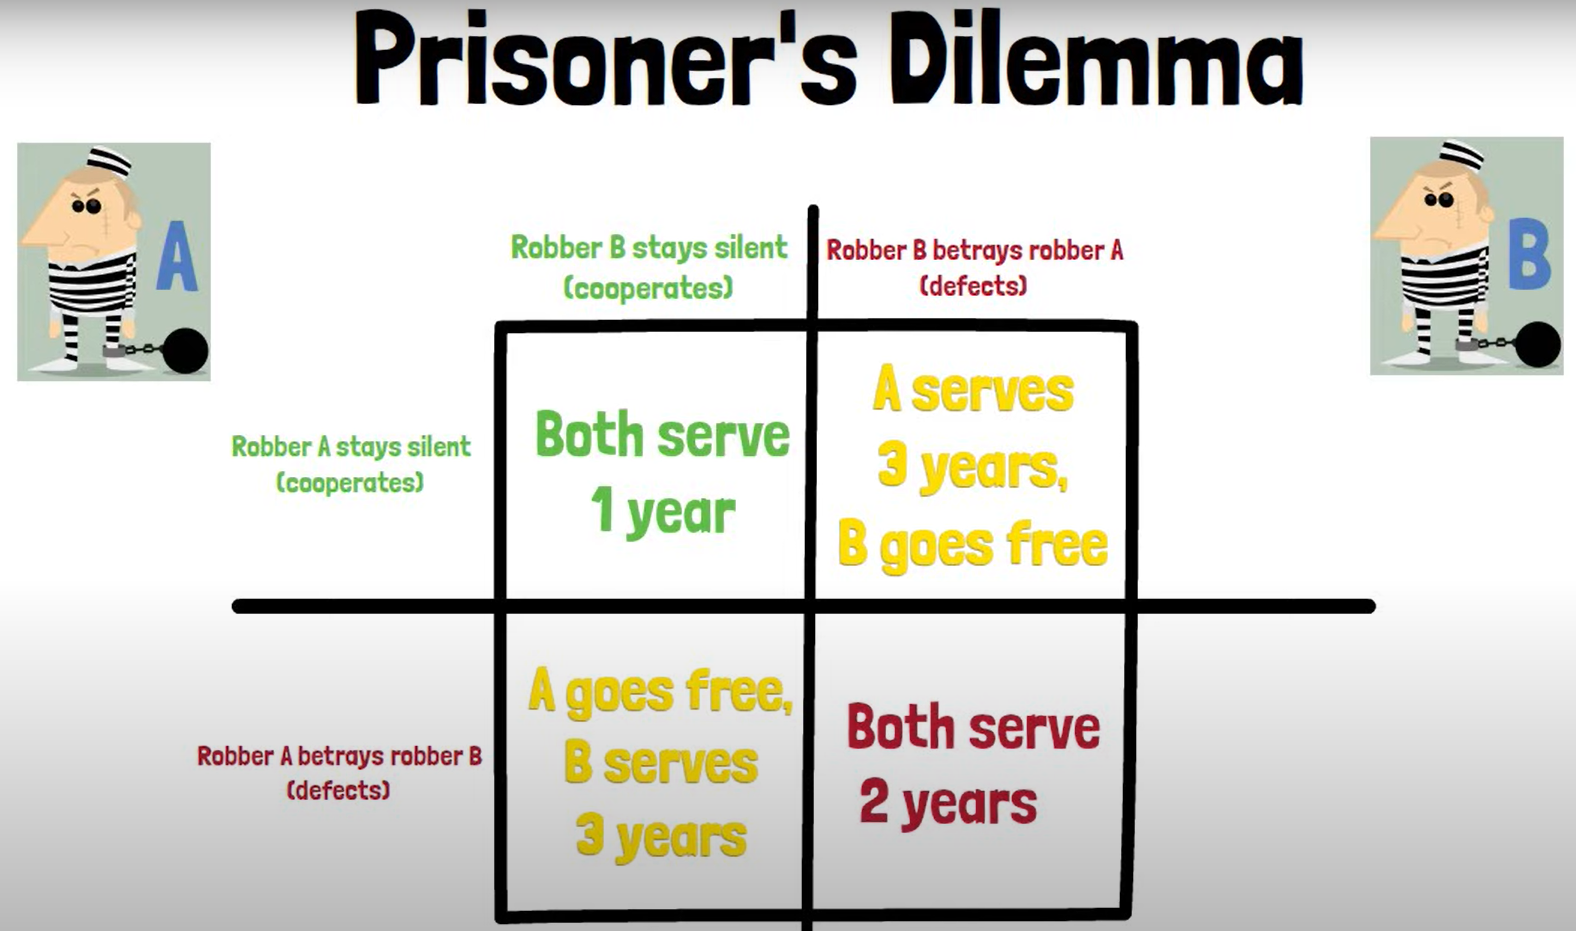 Prisoner's Dilemma
A
B
Robber B stays silent
(cooperates)
Robber B betrays robber A
(defects)
Robber A stays silent
(cooperates)
Both serve
1 year
A serves
3 years,
B goes free
Robber A betrays robber B
(defects)
A goes free,
B serves
3 years
Both serve
2 years